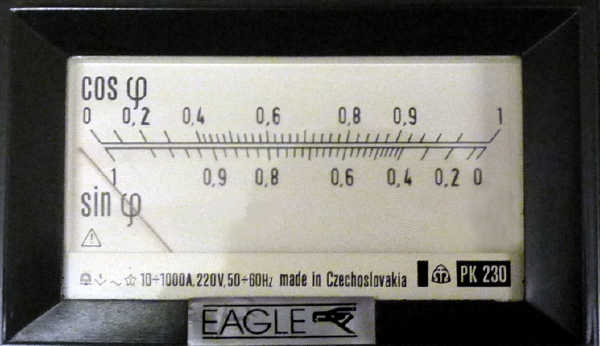 cos φ
0 0,2 0,4 0,6 0,8 0,9 1
1 0,9 0,8 0,6 0,4 0,2 0
sin φ
10÷1000A, 220V, 50÷60Hz made in Czechoslovakia PK 230
EAGLE